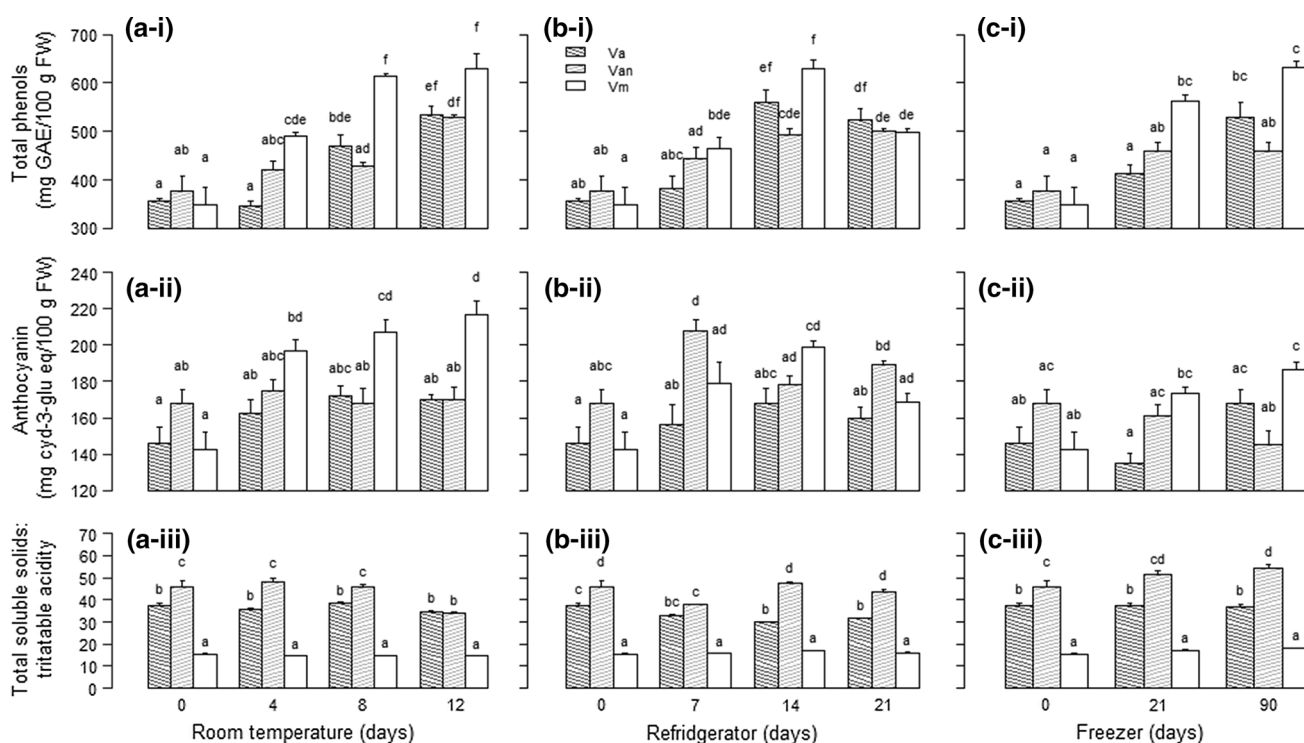 (a-i)
(b-i)
(c-i)
Total phenols
(mg GAE/100 g FW)
700
600
500
400
300
a ab a
a abc cde
bde ad f
ef df f
Va
Van
Vm
ab ab a
abc ad bde
ef cde f
df de de
a a a
a ab bc
bc ab c
(a-ii)
(b-ii)
(c-ii)
Anthocyanin
(mg cyd-3-glu eq/100 g FW)
240
220
200
180
160
140
120
a ab a
ab abc bd
abc ab cd
ab ab d
a abc a
ab d ad
ab ad cd
ab bd ad
ab ac ab
a ac bc
ac ab c
(a-iii)
(b-iii)
(c-iii)
Total soluble solids:
tritatable acidity
70
60
50
40
30
20
10
0
b c a
b c a
b c a
b b a
c d a
bc c a
b d a
b d a
b c a
b cd a
b d a
0 4 8 12
Room temperature (days)
0 7 14 21
Refridgerator (days)
0 21 90
Freezer (days)